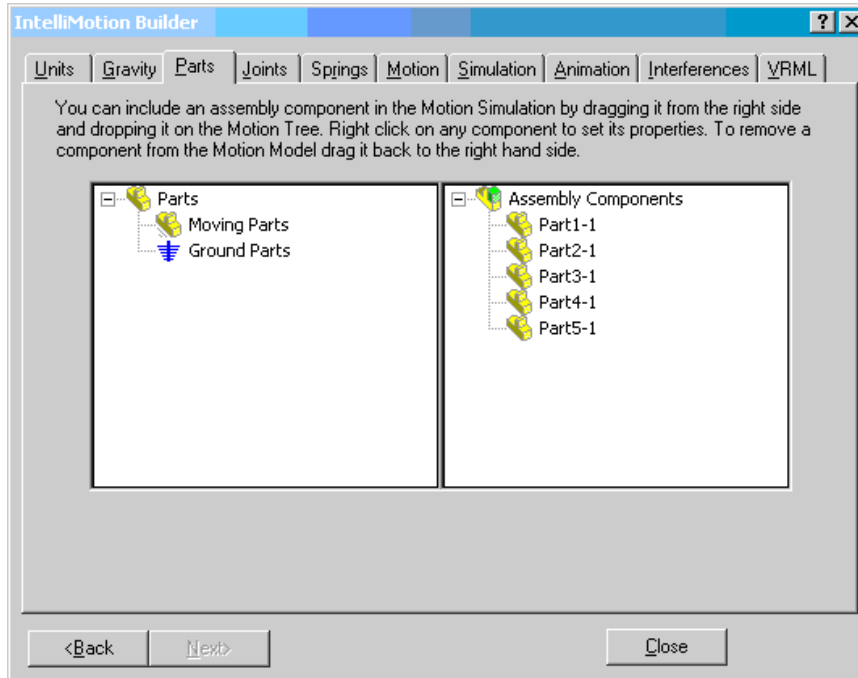 IntelliMotion Builder
Units Gravity Parts Joints Springs Motion Simulation Animation Interferences VRML
You can include an assembly component in the Motion Simulation by dragging it from the right side
and dropping it on the Motion Tree. Right click on any component to set its properties. To remove a
component from the Motion Model drag it back to the right hand side.
Parts
Moving Parts
Ground Parts
Assembly Components
Part1-1
Part2-1
Part3-1
Part4-1
Part5-1
<Back Next> Close